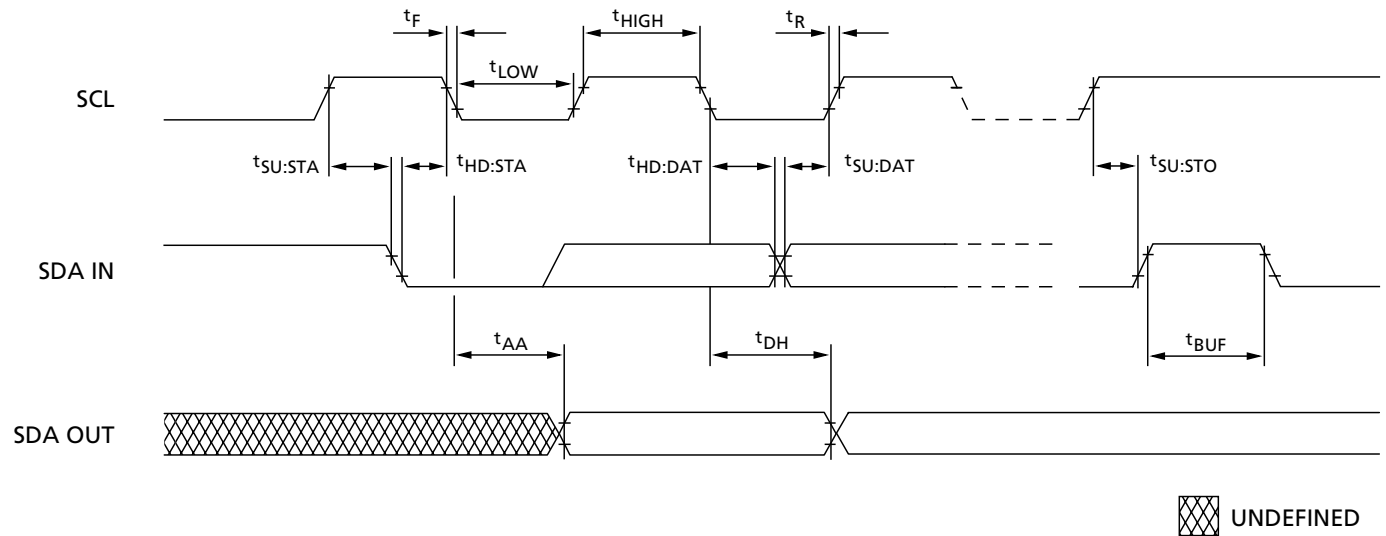 tF
tHIGH
tR
tLOW
SCL
tSU:STA
tHD:STA
tHD:DAT
tSU:DAT
tSU:STO
SDA IN
tAA
tDH
tBUF
SDA OUT
UNDEFINED